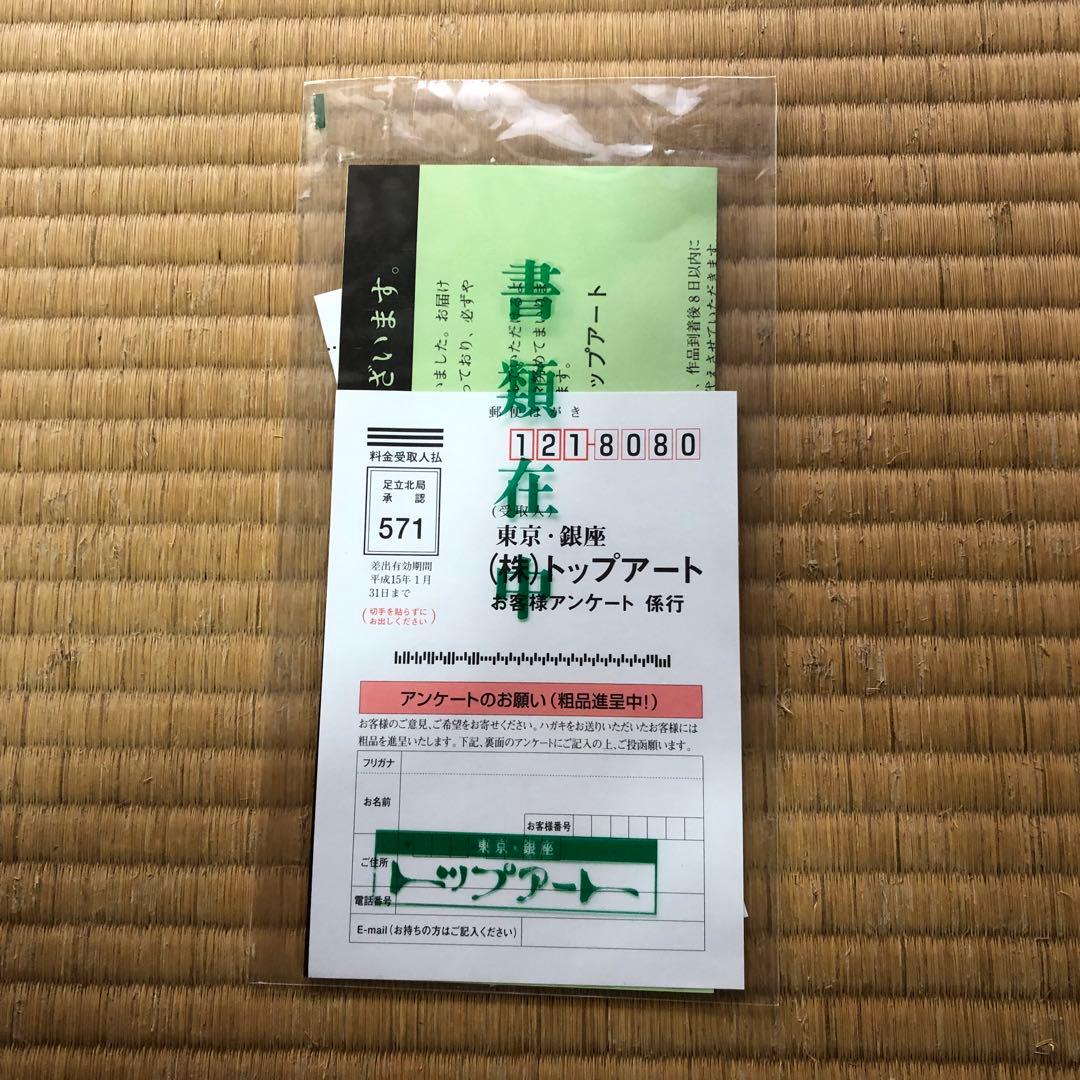 書類在中
ざいます。
いました。お届け
っており、必ずや
ップアート
、作品到着後8日以内に
郵便はがき
料金受取人払
足立北局
承認
571
差出有効期間
平成15年1月
31日まで
(切手を貼らずに
お出しください)
121-8080
(受取人)
東京・銀座
(株)トップアート
お客様アンケート 係行
アンケートのお願い(粗品進呈中!)
お客様のご意見、ご希望をお寄せください。ハガキをお送りいただいたお客様には
粗品を進呈いたします。下記、裏面のアンケートにご記入の上、ご投函願います。
フリガナ
お名前
お客様番号
ご住所
電話番号
E-mail(お持ちの方はご記入ください)
東京・銀座
トップアート